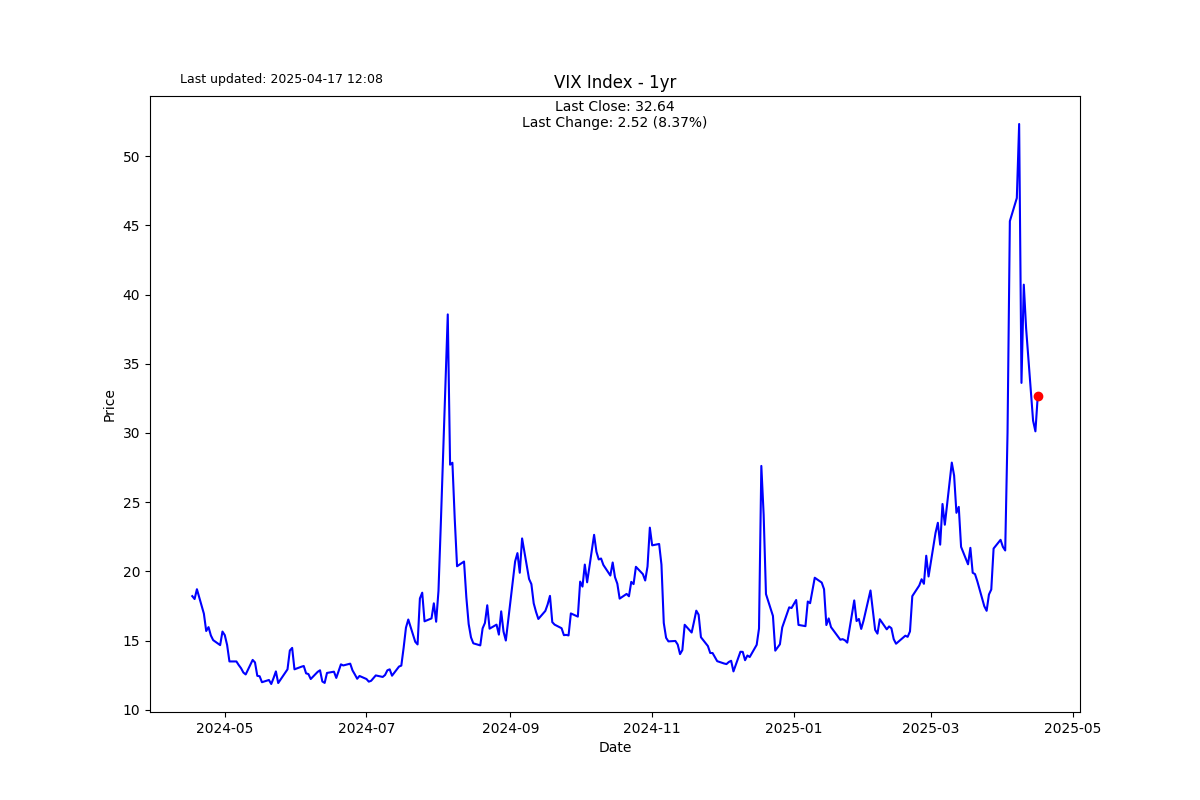 Last updated: 2025-04-17 12:08
VIX Index - 1yr
Last Close: 32.64
Last Change: 2.52 (8.37%)
50
45
40
35
30
25
20
15
10
Price
2024-05
2024-07
2024-09
2024-11
2025-01
2025-03
2025-05
Date